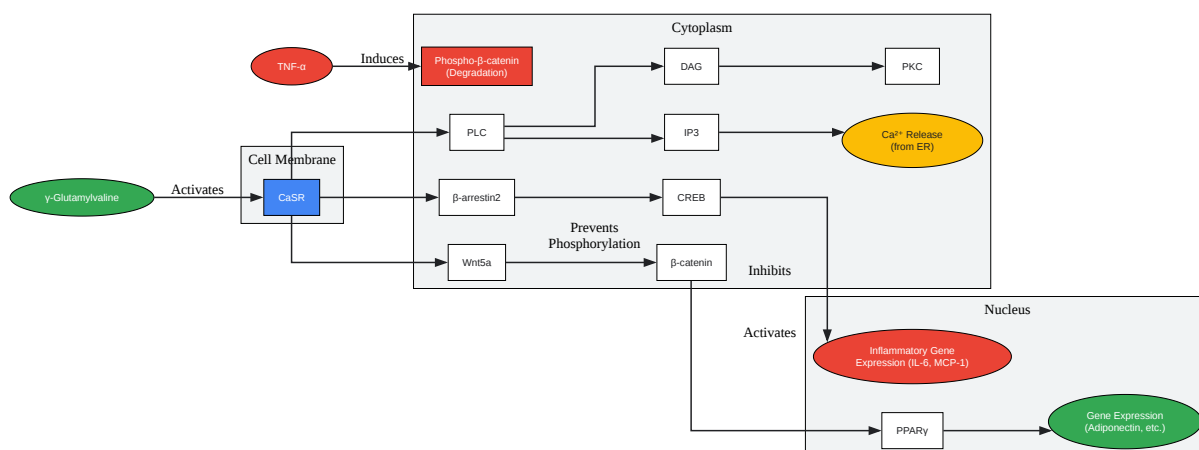 Cytoplasm
TNF-α
Induces
Phospho-β-catenin
(Degradation)
DAG
PKC
PLC
IP3
Ca²⁺ Release
(from ER)
Cell Membrane
γ-Glutamylvaline
Activates
CaSR
β-arrestin2
CREB
Prevents
Phosphorylation
Wnt5a
β-catenin
Inhibits
Nucleus
Activates
Inflammatory Gene
Expression (IL-6, MCP-1)
PPARγ
Gene Expression
(Adiponectin, etc.)